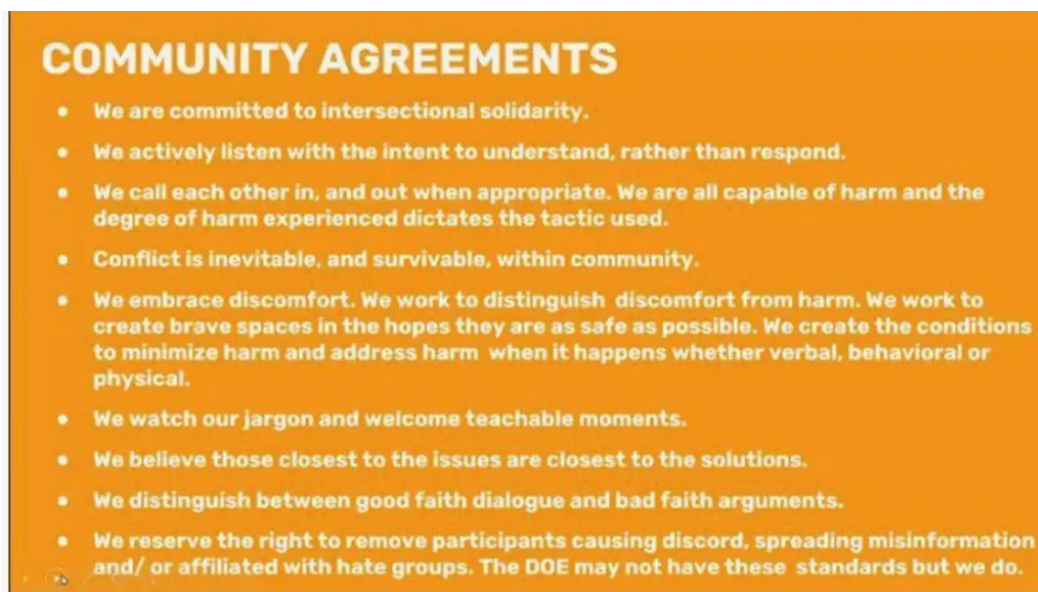 COMMUNITY AGREEMENTS
• We are committed to intersectional solidarity.
• We actively listen with the intent to understand, rather than respond.
• We call each other in, and out when appropriate. We are all capable of harm and the
degree of harm experienced dictates the tactic used.
• Conflict is inevitable, and survivable, within community.
• We embrace discomfort. We work to distinguish discomfort from harm. We work to
create brave spaces in the hopes they are as safe as possible. We create the conditions
to minimize harm and address harm when it happens whether verbal, behavioral or
physical.
• We watch our jargon and welcome teachable moments.
• We believe those closest to the issues are closest to the solutions.
• We distinguish between good faith dialogue and bad faith arguments.
• We reserve the right to remove participants causing discord, spreading misinformation
and/ or affiliated with hate groups. The DOE may not have these standards but we do.